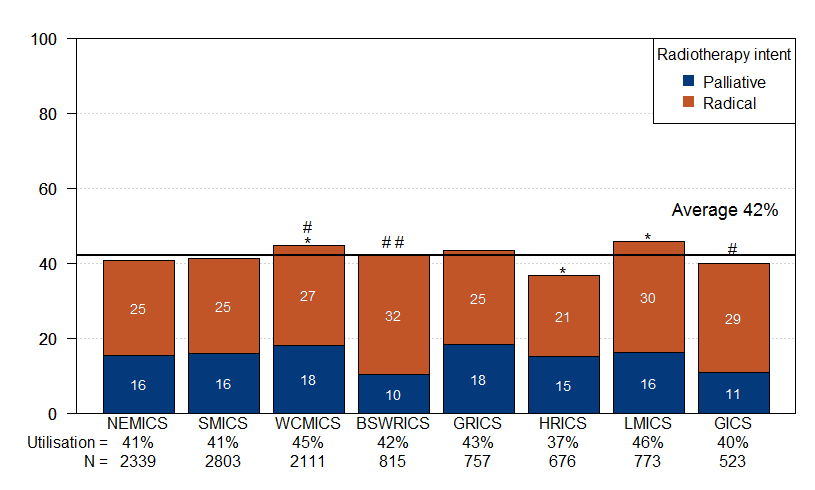 100
80
60
40
20
0
Radiotherapy intent
Palliative
Radical
Average 42%
#
*
# #
*
*
#
25 25 27 32 25 21 30 29
16 16 18 10 18 15 16 11
NEMICS SMICS WCMICS BSWRICS GRICS HRICS LMICS GICS
Utilisation = 41% 41% 45% 42% 43% 37% 46% 40%
N = 2339 2803 2111 815 757 676 773 523